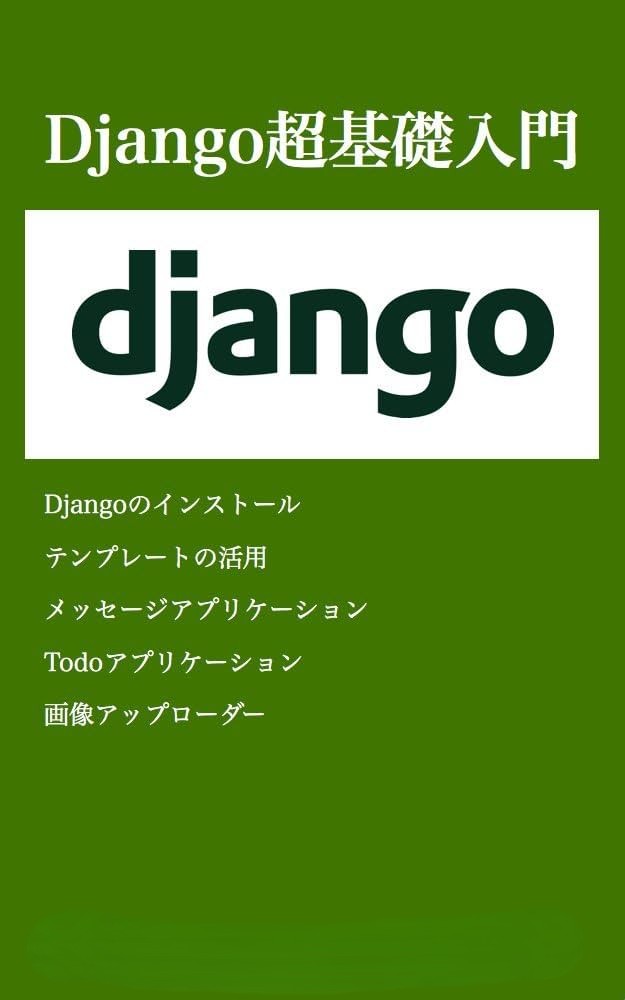 Django超基礎入門
django
Djangoのインストール
テンプレートの活用
メッセージアプリケーション
Todoアプリケーション
画像アップローダー